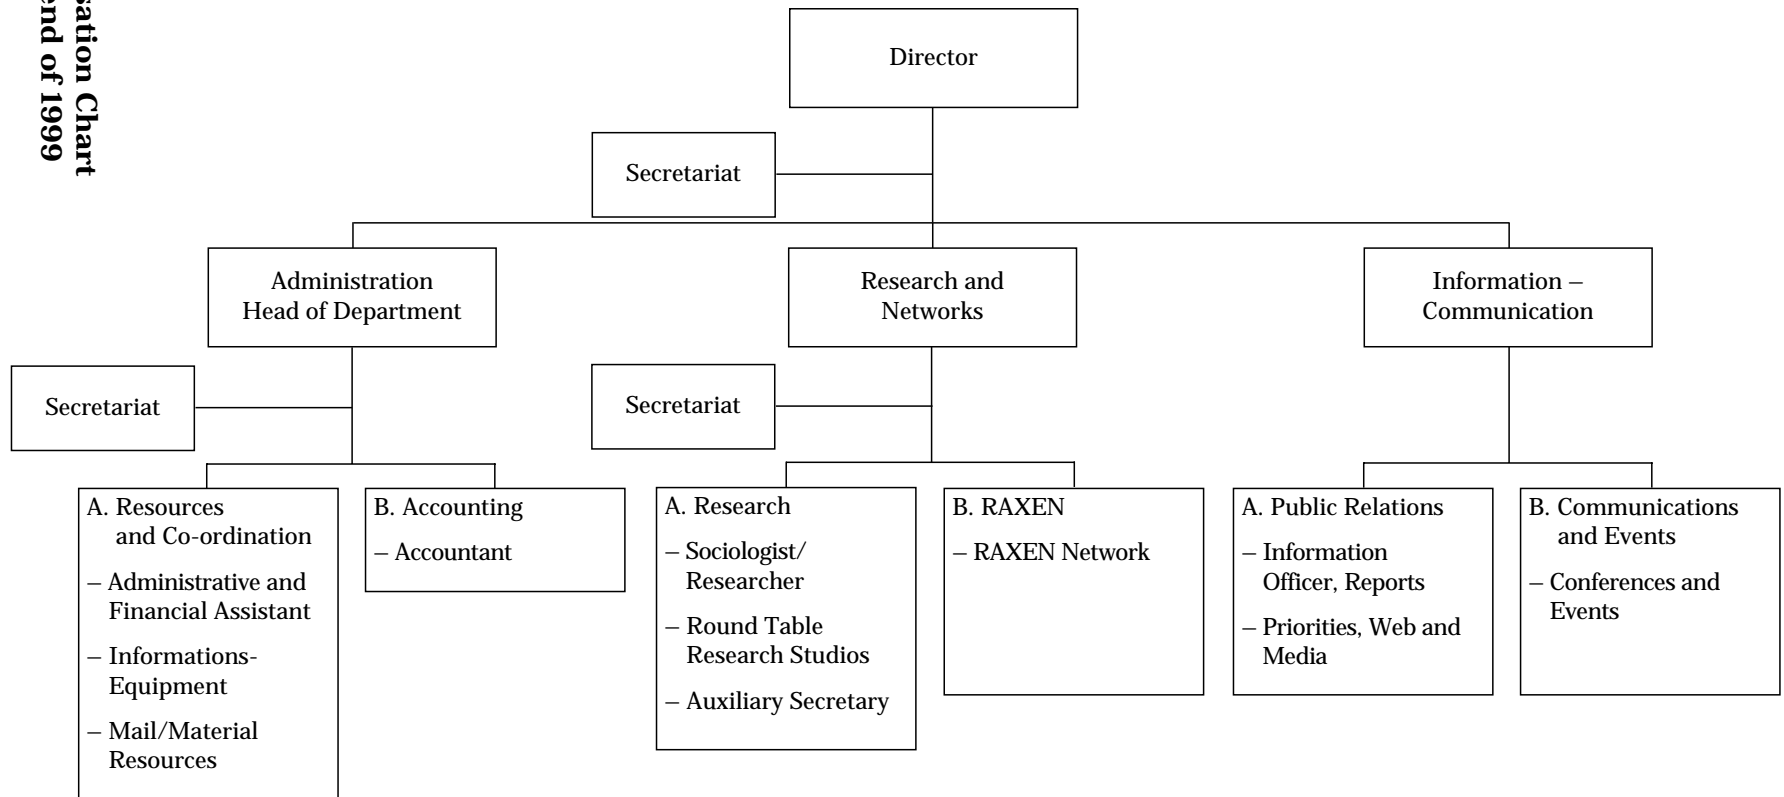 sation Chart
end of 1999
Director
Secretariat
Administration
Head of Department
Research and
Networks
Information –
Communication
Secretariat
Secretariat
A. Resources
and Co-ordination
– Administrative and
Financial Assistant
– Informations-
Equipment
– Mail/Material
Resources
B. Accounting
– Accountant
A. Research
– Sociologist/
Researcher
– Round Table
Research Studios
– Auxiliary Secretary
B. RAXEN
– RAXEN Network
A. Public Relations
– Information
Officer, Reports
– Priorities, Web and
Media
B. Communications
and Events
– Conferences and
Events